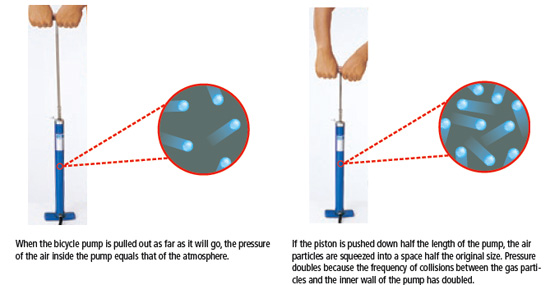 When the bicycle pump is pulled out as far as it will go, the pressure
of the air inside the pump equals that of the atmosphere.
If the piston is pushed down half the length of the pump, the air
particles are squeezed into a space half the original size. Pressure
doubles because the frequency of collisions between the gas parti-
cles and the inner wall of the pump has doubled.